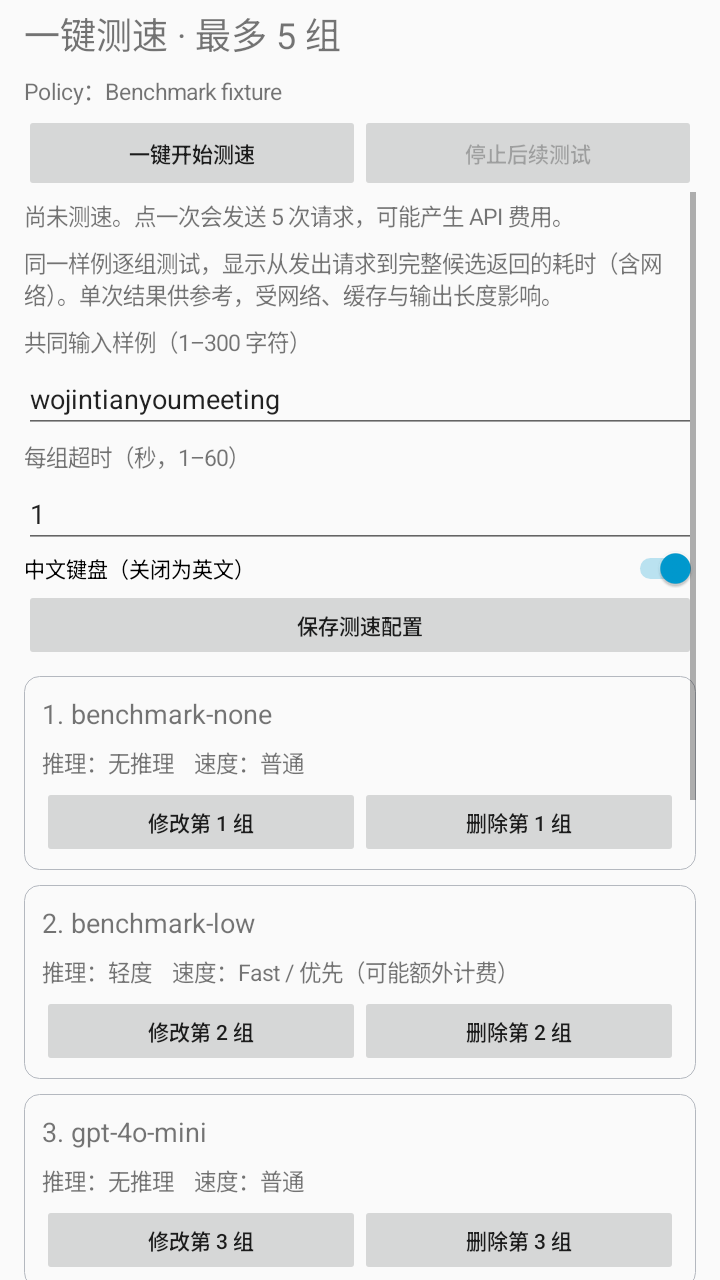 一键测速 · 最多 5 组
Policy：Benchmark fixture
一键开始测速
停止后续测试
尚未测速。点一次会发送 5 次请求，可能产生 API 费用。
同一样例逐组测试，显示从发出请求到完整候选返回的耗时（含网
络）。单次结果供参考，受网络、缓存与输出长度影响。
共同输入样例（1–300 字符）
wojintianyoumeeting
每组超时（秒，1–60）
1
中文键盘（关闭为英文）
保存测速配置
1. benchmark-none
推理：无推理　速度：普通
修改第 1 组
删除第 1 组
2. benchmark-low
推理：轻度　速度：Fast / 优先（可能额外计费）
修改第 2 组
删除第 2 组
3. gpt-4o-mini
推理：无推理　速度：普通
修改第 3 组
删除第 3 组